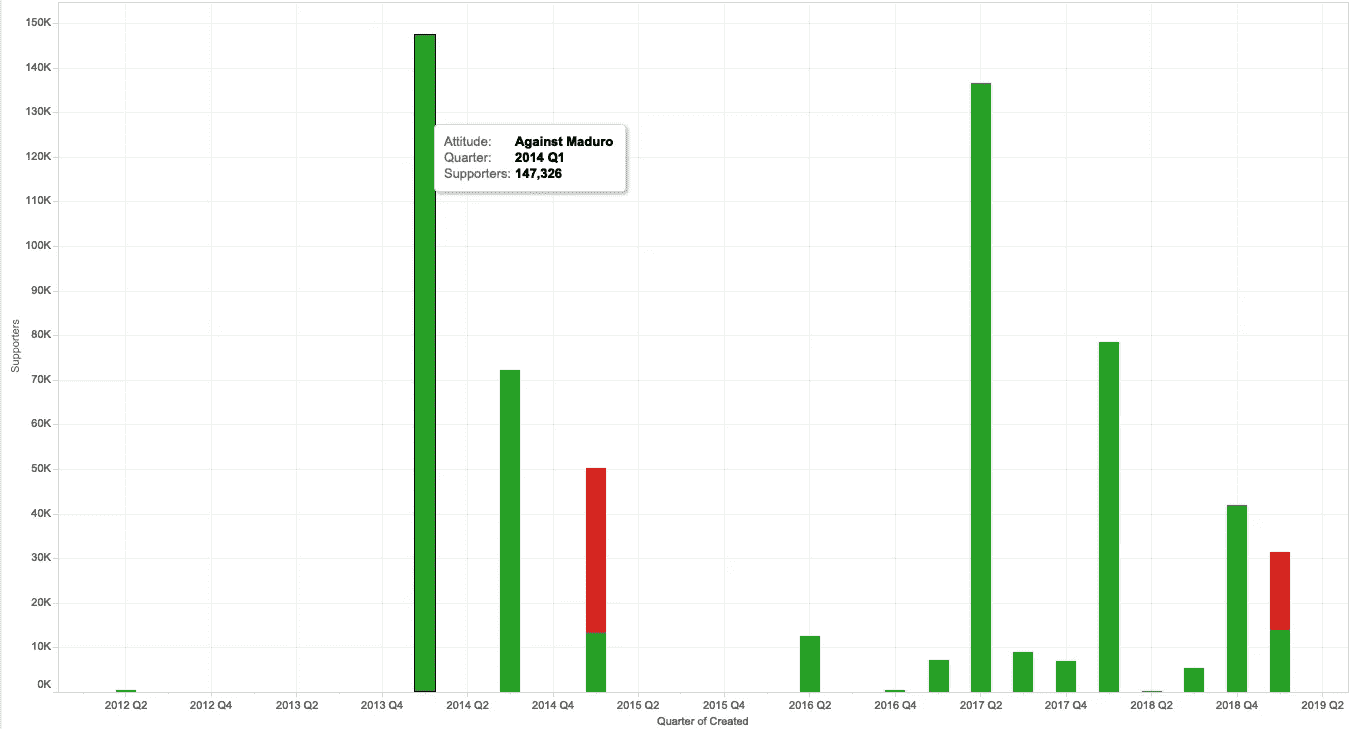 150K
140K
130K
120K
110K
100K
90K
80K
70K
60K
50K
40K
30K
20K
10K
0K
Supporters
Attitude: Against Maduro
Quarter: 2014 Q1
Supporters: 147,326
2012 Q2 2012 Q4 2013 Q2 2013 Q4 2014 Q2 2014 Q4 2015 Q2 2015 Q4 2016 Q2 2016 Q4 2017 Q2 2017 Q4 2018 Q2 2018 Q4 2019 Q2
Quarter of Created